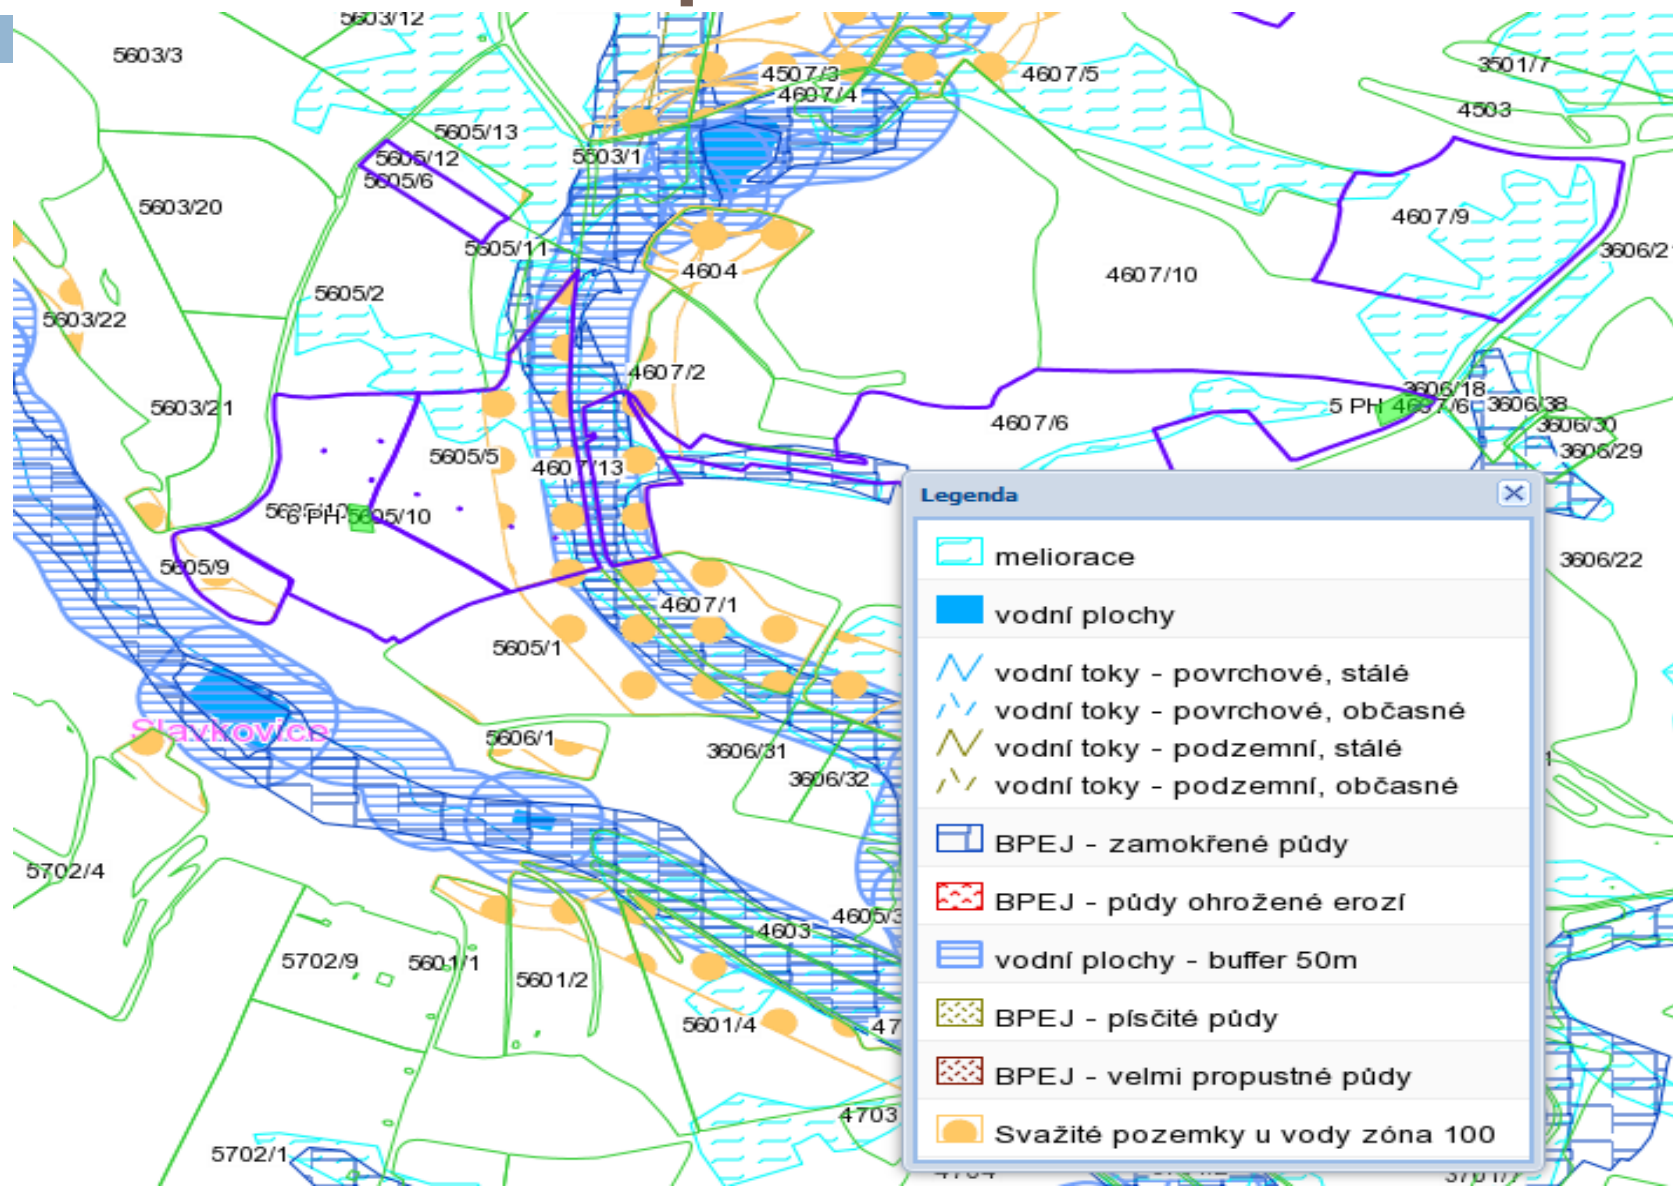 5603/12
5603/3
4507/3
4607/5
3501/7
4607/4
4503
5605/13
5605/12
5503/1
5605/6
5603/20
4607/9
5605/11
3606/2
4604
4607/10
5605/2
5603/22
4607/2
3606/18
5603/21
5 PH 4607/6
3606/38
4607/6
3606/30
3606/29
5605/5
4607/13
6 PH 5605/10
5605/9
3606/22
4607/1
5605/1
Slavkovice
5606/1
3606/31
3606/32
5702/4
4605/3
4603
5702/9
5601/1
5601/2
5601/4
47
4703
5702/1
Legenda
meliorace
vodní plochy
vodní toky - povrchové, stálé
vodní toky - povrchové, občasné
vodní toky - podzemní, stálé
vodní toky - podzemní, občasné
BPEJ - zamokřené půdy
BPEJ - půdy ohrožené erozí
vodní plochy - buffer 50m
BPEJ - písčité půdy
BPEJ - velmi propustné půdy
Svažité pozemky u vody zóna 100